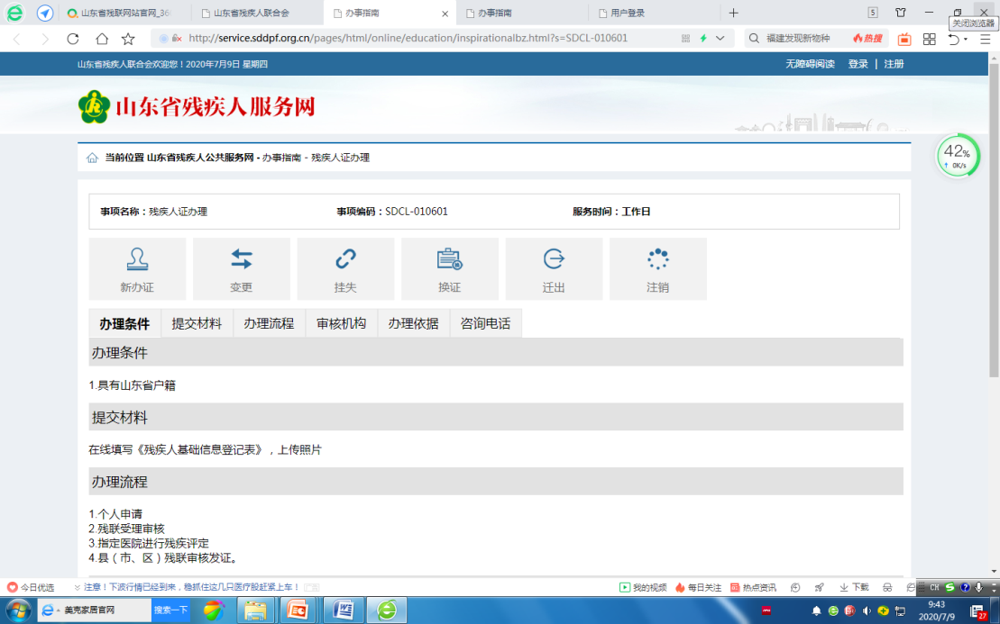 山东省残联网站官网_36
山东省残疾人联合会
办事指南
办事指南
用户登录
5
关闭浏览器
http://service.sddpf.org.cn/pages/html/online/education/inspirationalbz.html?s=SDCL-010601
福建发现新物种
热搜
山东省残疾人联合会欢迎您！2020年7月9日 星期四
无障碍阅读 登录 | 注册
山东省残疾人服务网
42%
0K/s
当前位置 山东省残疾人公共服务网 - 办事指南 - 残疾人证办理
事项名称：残疾人证办理 事项编码：SDCL-010601 服务时间：工作日
新办证 变更 挂失 换证 迁出 注销
办理条件 提交材料 办理流程 审核机构 办理依据 咨询电话
办理条件
1.具有山东省户籍
提交材料
在线填写《残疾人基础信息登记表》，上传照片
办理流程
1.个人申请
2.残联受理审核
3.指定医院进行残疾评定
4.县（市、区）残联审核发证。
今日优选 注意！下波行情已经到来，稳抓住这几只医疗股赶紧上车！ 我的视频 每日关注 热点资讯 下载 CH
美克家居官网 搜索一下
9:43
2020/7/9
27